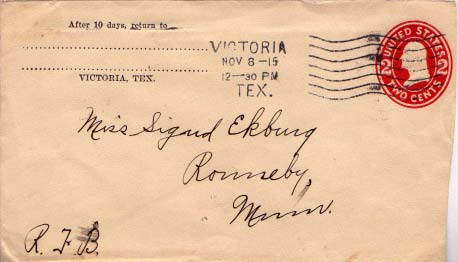 After 10 days, return to
VICTORIA, TEX.
VICTORIA
NOV 8-15
12-30 PM
TEX.
UNITED STATES
2 2
TWO CENTS
Miss Sigrid Ekburg
Ronneby,
Minn.
R. F. B.